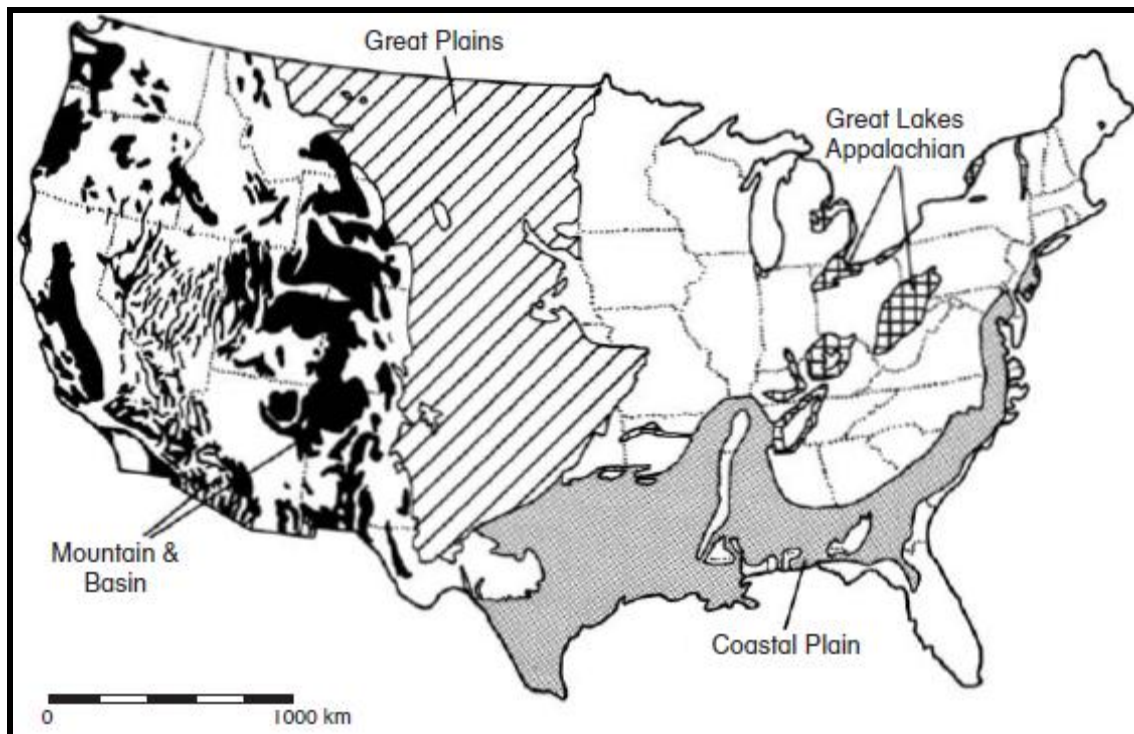 Great Plains
Great Lakes
Appalachian
Mountain &
Basin
Coastal Plain
0
1000 km